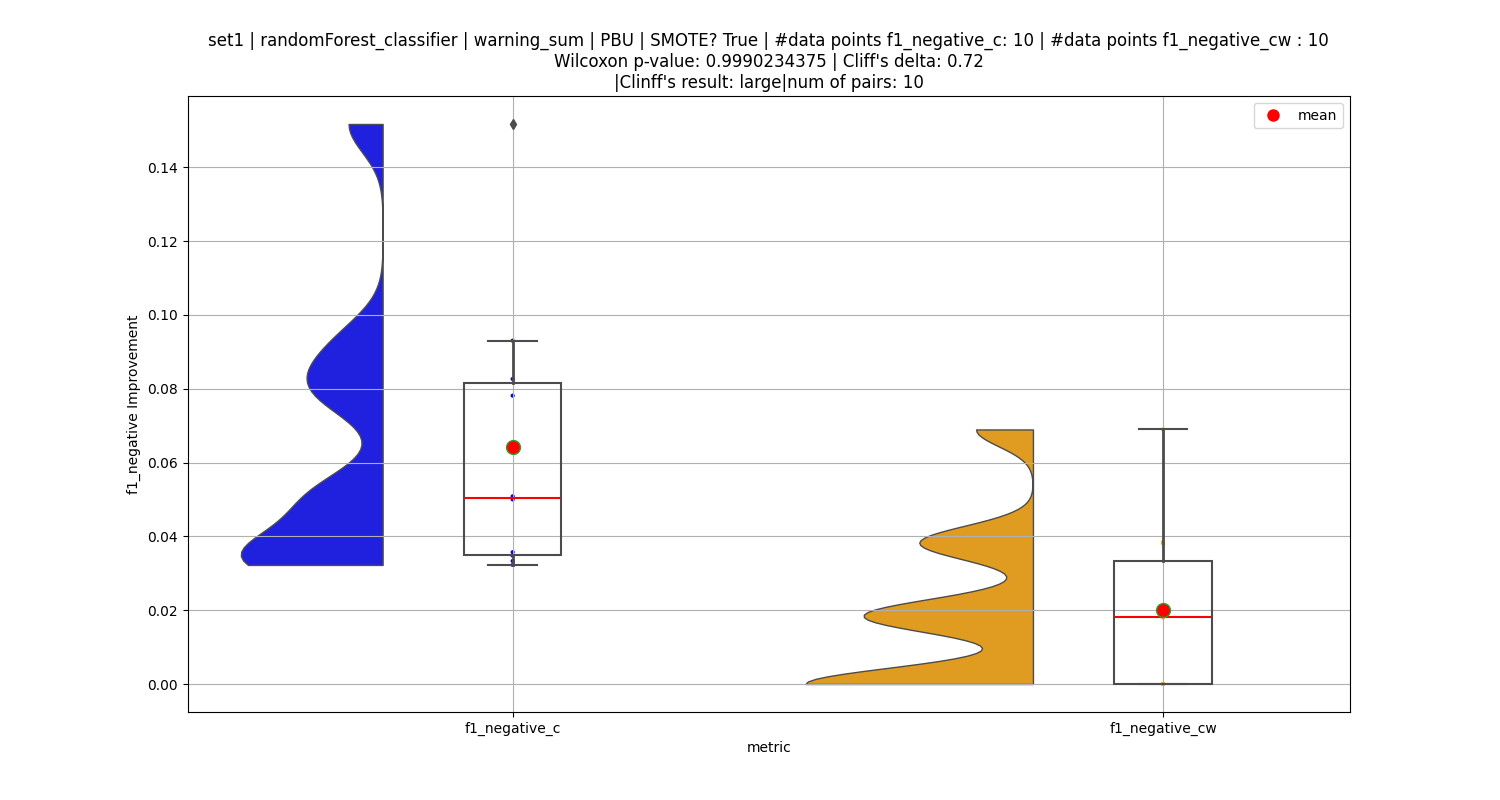 set1 | randomForest_classifier | warning_sum | PBU | SMOTE? True | #data points f1_negative_c: 10 | #data points f1_negative_cw : 10
Wilcoxon p-value: 0.9990234375 | Cliff's delta: 0.72
|Clinff's result: large|num of pairs: 10
mean
0.14
0.12
0.10
0.08
0.06
0.04
0.02
0.00
f1_negative Improvement
f1_negative_c
f1_negative_cw
metric